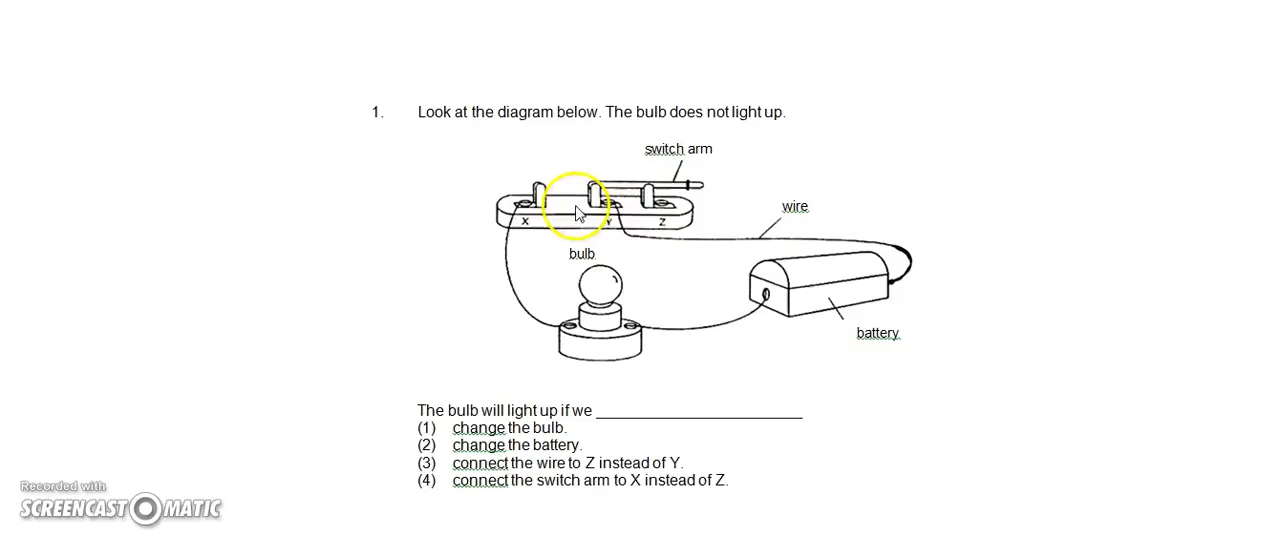 1. Look at the diagram below. The bulb does not light up.
switch arm
wire
X Y Z
bulb
battery
The bulb will light up if we ____________________
(1) change the bulb.
(2) change the battery.
(3) connect the wire to Z instead of Y.
(4) connect the switch arm to X instead of Z.
Recorded with
SCREENCAST O MATIC